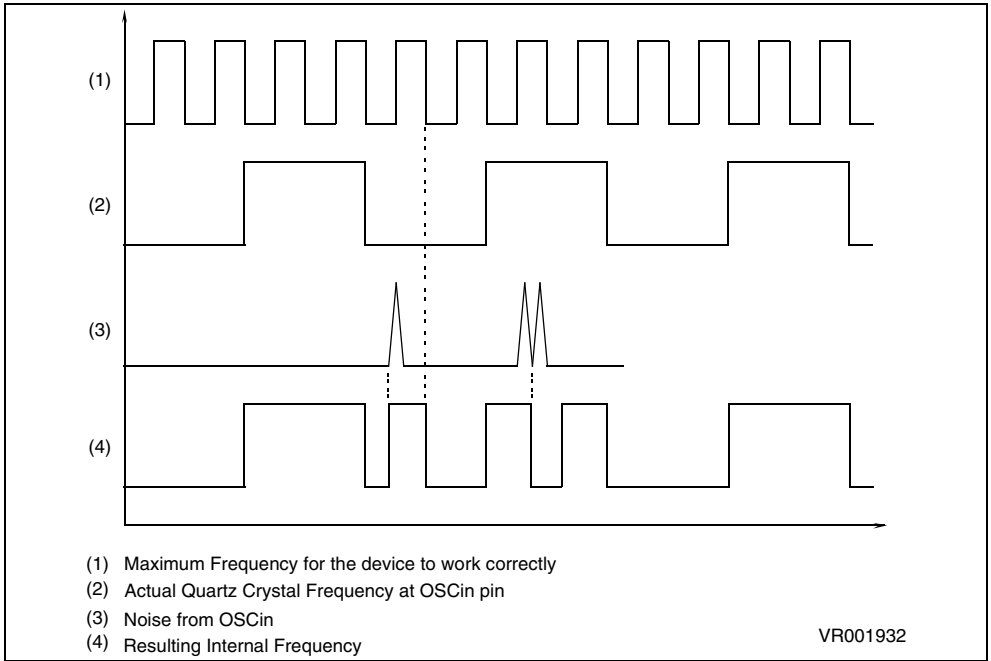 (1)
(2)
(3)
(4)
(1) Maximum Frequency for the device to work correctly
(2) Actual Quartz Crystal Frequency at OSCin pin
(3) Noise from OSCin
(4) Resulting Internal Frequency
VR001932